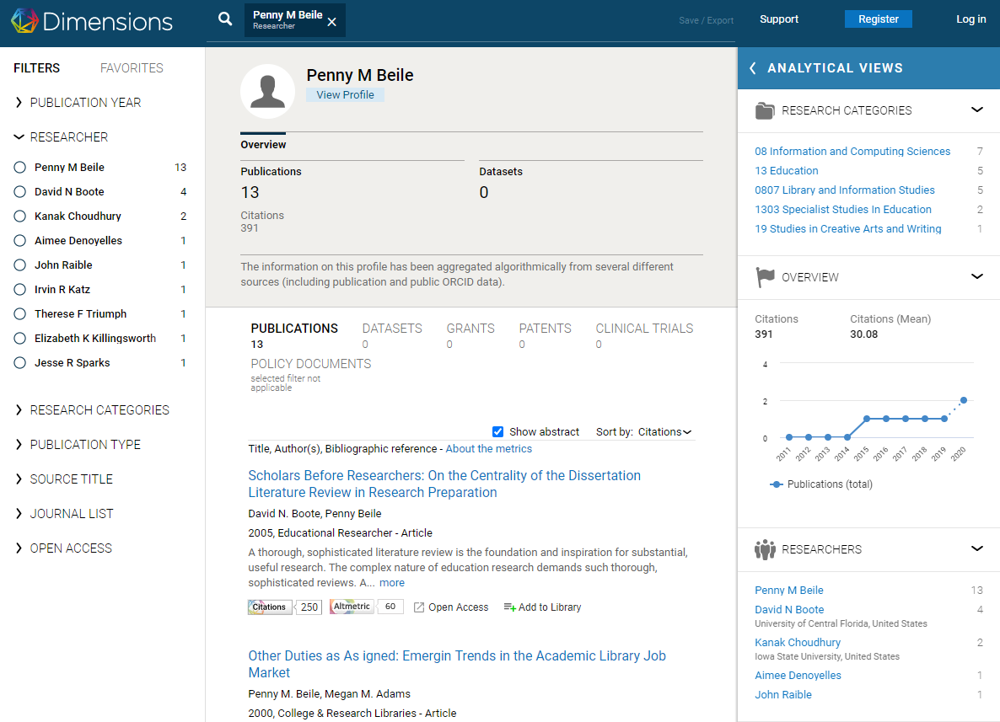 Dimensions
Penny M Beile
Researcher
Save / Export
Support
Register
Log in
FILTERS
FAVORITES
PUBLICATION YEAR
RESEARCHER
Penny M Beile 13
David N Boote 4
Kanak Choudhury 2
Aimee Denoyelles 1
John Raible 1
Irvin R Katz 1
Therese F Triumph 1
Elizabeth K Killingsworth 1
Jesse R Sparks 1
RESEARCH CATEGORIES
PUBLICATION TYPE
SOURCE TITLE
JOURNAL LIST
OPEN ACCESS
Penny M Beile
View Profile
Overview
Publications
13
Citations
391
Datasets
0
The information on this profile has been aggregated algorithmically from several different
sources (including publication and public ORCID data).
PUBLICATIONS
13
DATASETS
0
GRANTS
0
PATENTS
0
CLINICAL TRIALS
0
POLICY DOCUMENTS
selected filter not
applicable
Show abstract
Sort by: Citations
Title, Author(s), Bibliographic reference - About the metrics
Scholars Before Researchers: On the Centrality of the Dissertation
Literature Review in Research Preparation
David N. Boote, Penny Beile
2005, Educational Researcher - Article
A thorough, sophisticated literature review is the foundation and inspiration for substantial,
useful research. The complex nature of education research demands such thorough,
sophisticated reviews. A... more
Citations 250 Altmetric 60 Open Access Add to Library
Other Duties as As igned: Emergin Trends in the Academic Library Job
Market
Penny M. Beile, Megan M. Adams
2000, College & Research Libraries - Article
ANALYTICAL VIEWS
RESEARCH CATEGORIES
08 Information and Computing Sciences 7
13 Education 5
0807 Library and Information Studies 5
1303 Specialist Studies In Education 2
19 Studies in Creative Arts and Writing 1
OVERVIEW
Citations
391
Citations (Mean)
30.08
4
2
0
2011 2012 2013 2014 2015 2016 2017 2018 2019 2020
Publications (total)
RESEARCHERS
Penny M Beile 13
David N Boote 4
University of Central Florida, United States
Kanak Choudhury 2
Iowa State University, United States
Aimee Denoyelles 1
John Raible 1